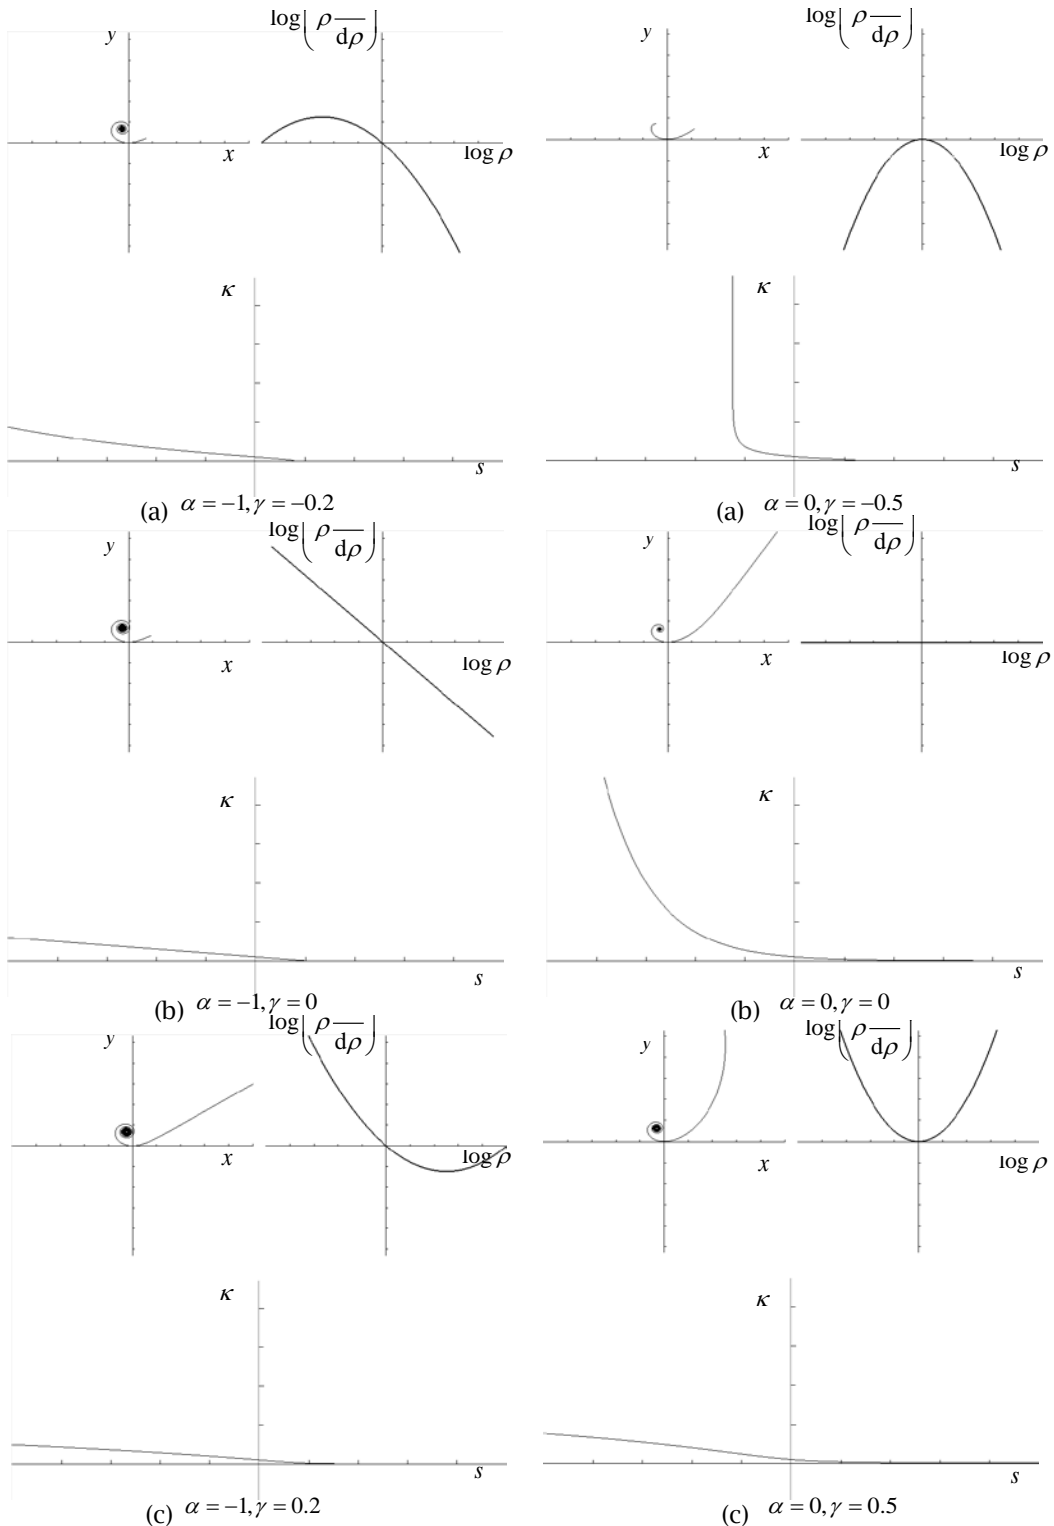 y log(ρ/dρ)
x log ρ
κ
s
(a) α = −1, γ = −0.2
y log(ρ/dρ)
x log ρ
κ
s
(b) α = −1, γ = 0
y log(ρ/dρ)
x log ρ
κ
s
(c) α = −1, γ = 0.2
y log(ρ/dρ)
x log ρ
κ
s
(a) α = 0, γ = −0.5
y log(ρ/dρ)
x log ρ
κ
s
(b) α = 0, γ = 0
y log(ρ/dρ)
x log ρ
κ
s
(c) α = 0, γ = 0.5